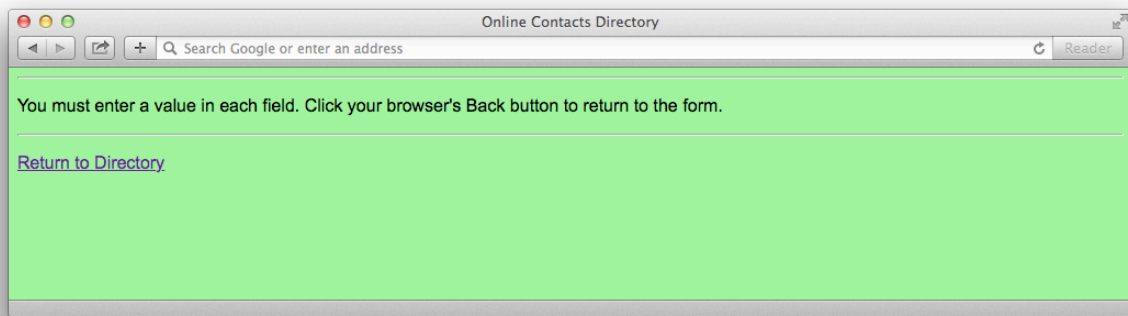 Online Contacts Directory
Search Google or enter an address
Reader
You must enter a value in each field. Click your browser's Back button to return to the form.
Return to Directory